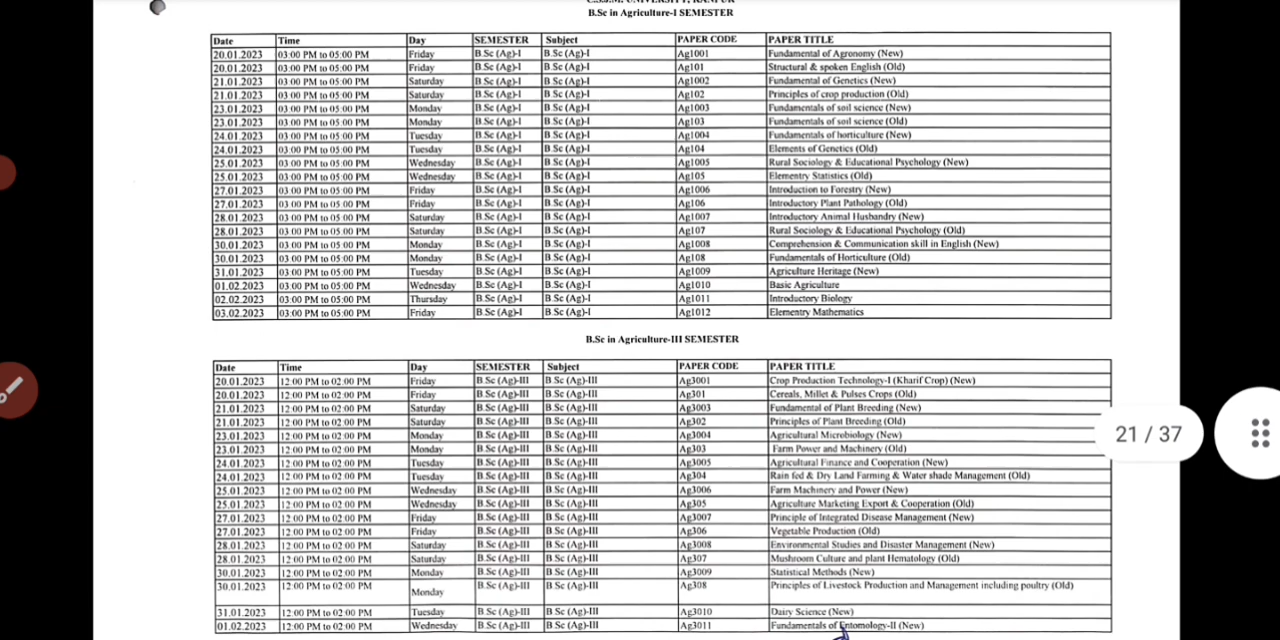 B.Sc in Agriculture-I SEMESTER
Date Time Day SEMESTER Subject PAPER CODE PAPER TITLE
20.01.2023 03:00 PM to 05:00 PM Friday B.Sc (Ag)-I B.Sc (Ag)-I Ag1001 Fundamental of Agronomy (New)
20.01.2023 03:00 PM to 05:00 PM Friday B.Sc (Ag)-I B.Sc (Ag)-I Ag101 Structural & spoken English (Old)
21.01.2023 03:00 PM to 05:00 PM Saturday B.Sc (Ag)-I B.Sc (Ag)-I Ag1002 Fundamental of Genetics (New)
21.01.2023 03:00 PM to 05:00 PM Saturday B.Sc (Ag)-I B.Sc (Ag)-I Ag102 Principles of crop production (Old)
23.01.2023 03:00 PM to 05:00 PM Monday B.Sc (Ag)-I B.Sc (Ag)-I Ag1003 Fundamentals of soil science (New)
23.01.2023 03:00 PM to 05:00 PM Monday B.Sc (Ag)-I B.Sc (Ag)-I Ag103 Fundamentals of soil science (Old)
24.01.2023 03:00 PM to 05:00 PM Tuesday B.Sc (Ag)-I B.Sc (Ag)-I Ag1004 Fundamentals of horticulture (New)
24.01.2023 03:00 PM to 05:00 PM Tuesday B.Sc (Ag)-I B.Sc (Ag)-I Ag104 Elements of Genetics (Old)
25.01.2023 03:00 PM to 05:00 PM Wednesday B.Sc (Ag)-I B.Sc (Ag)-I Ag1005 Rural Sociology & Educational Psychology (New)
25.01.2023 03:00 PM to 05:00 PM Wednesday B.Sc (Ag)-I B.Sc (Ag)-I Ag105 Elementry Statistics (Old)
27.01.2023 03:00 PM to 05:00 PM Friday B.Sc (Ag)-I B.Sc (Ag)-I Ag1006 Introduction to Forestry (New)
27.01.2023 03:00 PM to 05:00 PM Friday B.Sc (Ag)-I B.Sc (Ag)-I Ag106 Introductory Plant Pathology (Old)
28.01.2023 03:00 PM to 05:00 PM Saturday B.Sc (Ag)-I B.Sc (Ag)-I Ag1007 Introductory Animal Husbandry (New)
28.01.2023 03:00 PM to 05:00 PM Saturday B.Sc (Ag)-I B.Sc (Ag)-I Ag107 Rural Sociology & Educational Psychology (Old)
30.01.2023 03:00 PM to 05:00 PM Monday B.Sc (Ag)-I B.Sc (Ag)-I Ag1008 Comprehension & Communication skill in English (New)
30.01.2023 03:00 PM to 05:00 PM Monday B.Sc (Ag)-I B.Sc (Ag)-I Ag108 Fundamentals of Horticulture (Old)
31.01.2023 03:00 PM to 05:00 PM Tuesday B.Sc (Ag)-I B.Sc (Ag)-I Ag1009 Agriculture Heritage (New)
01.02.2023 03:00 PM to 05:00 PM Wednesday B.Sc (Ag)-I B.Sc (Ag)-I Ag1010 Basic Agriculture
02.02.2023 03:00 PM to 05:00 PM Thursday B.Sc (Ag)-I B.Sc (Ag)-I Ag1011 Introductory Biology
03.02.2023 03:00 PM to 05:00 PM Friday B.Sc (Ag)-I B.Sc (Ag)-I Ag1012 Elementry Mathematics
B.Sc in Agriculture-III SEMESTER
Date Time Day SEMESTER Subject PAPER CODE PAPER TITLE
20.01.2023 12:00 PM to 02:00 PM Friday B.Sc (Ag)-III B.Sc (Ag)-III Ag3001 Crop Production Technology-I (Kharif Crop) (New)
20.01.2023 12:00 PM to 02:00 PM Friday B.Sc (Ag)-III B.Sc (Ag)-III Ag301 Cereals, Millet & Pulses Crops (Old)
21.01.2023 12:00 PM to 02:00 PM Saturday B.Sc (Ag)-III B.Sc (Ag)-III Ag3003 Fundamental of Plant Breeding (New)
21.01.2023 12:00 PM to 02:00 PM Saturday B.Sc (Ag)-III B.Sc (Ag)-III Ag302 Principles of Plant Breeding (Old)
23.01.2023 12:00 PM to 02:00 PM Monday B.Sc (Ag)-III B.Sc (Ag)-III Ag3004 Agricultural Microbiology (New)
23.01.2023 12:00 PM to 02:00 PM Monday B.Sc (Ag)-III B.Sc (Ag)-III Ag303 Farm Power and Machinery (Old)
24.01.2023 12:00 PM to 02:00 PM Tuesday B.Sc (Ag)-III B.Sc (Ag)-III Ag3005 Agricultural Finance and Cooperation (New)
24.01.2023 12:00 PM to 02:00 PM Tuesday B.Sc (Ag)-III B.Sc (Ag)-III Ag304 Rain fed & Dry Land Farming & Water shade Management (Old)
25.01.2023 12:00 PM to 02:00 PM Wednesday B.Sc (Ag)-III B.Sc (Ag)-III Ag3006 Farm Machinery and Power (New)
25.01.2023 12:00 PM to 02:00 PM Wednesday B.Sc (Ag)-III B.Sc (Ag)-III Ag305 Agriculture Marketing Export & Cooperation (Old)
27.01.2023 12:00 PM to 02:00 PM Friday B.Sc (Ag)-III B.Sc (Ag)-III Ag3007 Principle of Integrated Disease Management (New)
27.01.2023 12:00 PM to 02:00 PM Friday B.Sc (Ag)-III B.Sc (Ag)-III Ag306 Vegetable Production (Old)
28.01.2023 12:00 PM to 02:00 PM Saturday B.Sc (Ag)-III B.Sc (Ag)-III Ag3008 Environmental Studies and Disaster Management (New)
28.01.2023 12:00 PM to 02:00 PM Saturday B.Sc (Ag)-III B.Sc (Ag)-III Ag307 Mushroom Culture and plant Hematology (Old)
30.01.2023 12:00 PM to 02:00 PM Monday B.Sc (Ag)-III B.Sc (Ag)-III Ag3009 Statistical Methods (New)
30.01.2023 12:00 PM to 02:00 PM Monday B.Sc (Ag)-III B.Sc (Ag)-III Ag308 Principles of Livestock Production and Management including poultry (Old)
31.01.2023 12:00 PM to 02:00 PM Tuesday B.Sc (Ag)-III B.Sc (Ag)-III Ag3010 Dairy Science (New)
01.02.2023 12:00 PM to 02:00 PM Wednesday B.Sc (Ag)-III B.Sc (Ag)-III Ag3011 Fundamentals of Entomology-II (New)
21 / 37